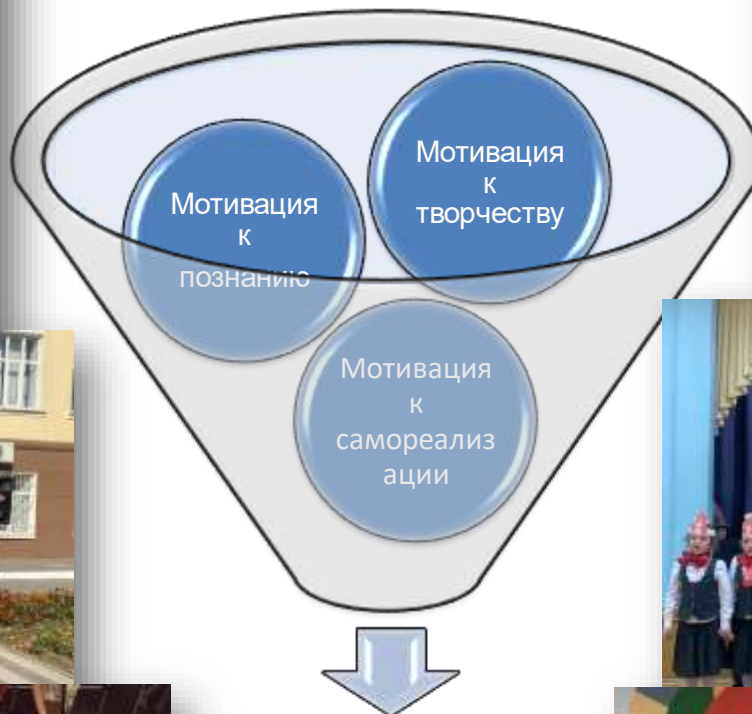 Мотивация
к
творчеству
Мотивация
к
познанию
Мотивация
к
самореализ
ации